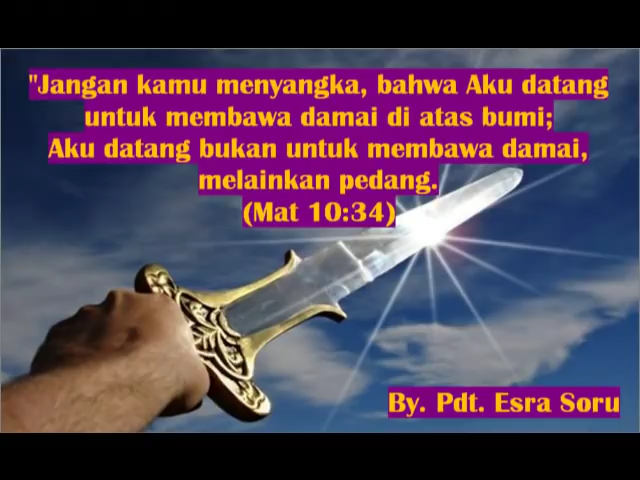 "Jangan kamu menyangka, bahwa Aku datang
untuk membawa damai di atas bumi;
Aku datang bukan untuk membawa damai,
melainkan pedang.
(Mat 10:34)
By. Pdt. Esra Soru